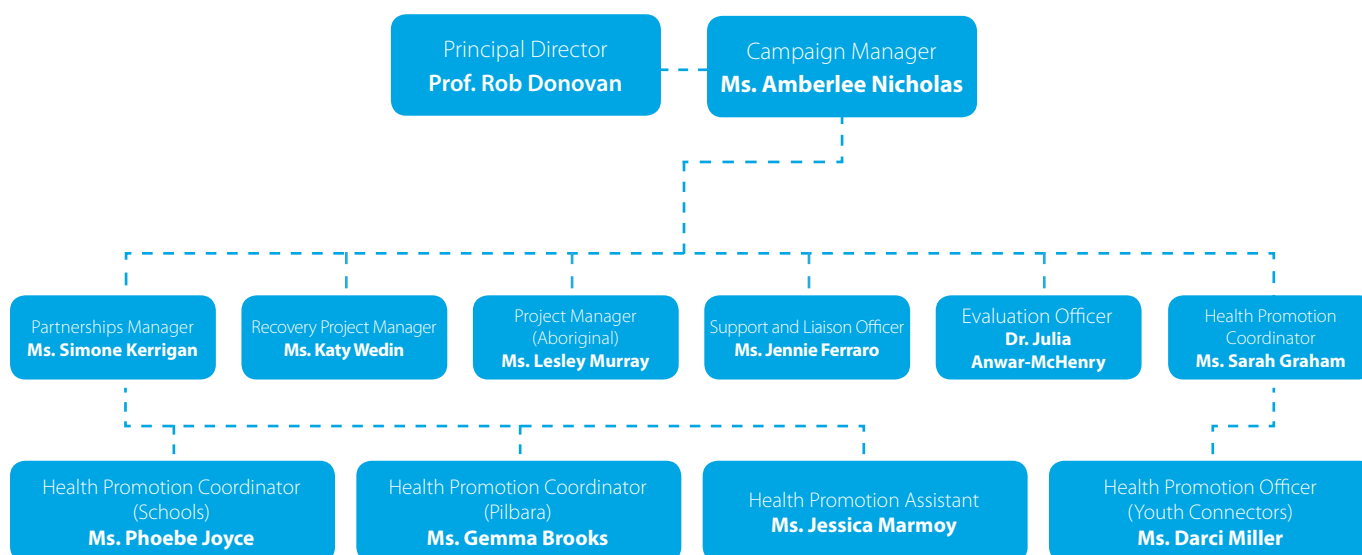 Principal Director
Prof. Rob Donovan
Campaign Manager
Ms. Amberlee Nicholas
Partnerships Manager
Ms. Simone Kerrigan
Recovery Project Manager
Ms. Katy Wedin
Project Manager
(Aboriginal)
Ms. Lesley Murray
Support and Liaison Officer
Ms. Jennie Ferraro
Evaluation Officer
Dr. Julia
Anwar-McHenry
Health Promotion
Coordinator
Ms. Sarah Graham
Health Promotion Coordinator
(Schools)
Ms. Phoebe Joyce
Health Promotion Coordinator
(Pilbara)
Ms. Gemma Brooks
Health Promotion Assistant
Ms. Jessica Marmoy
Health Promotion Officer
(Youth Connectors)
Ms. Darci Miller